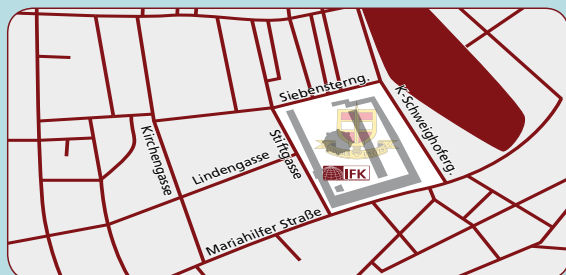 Siebensterng.
K-Schweighoferg.
Kirchengasse
Stiftgasse
Lindengasse
IFK
Mariahilfer Straße